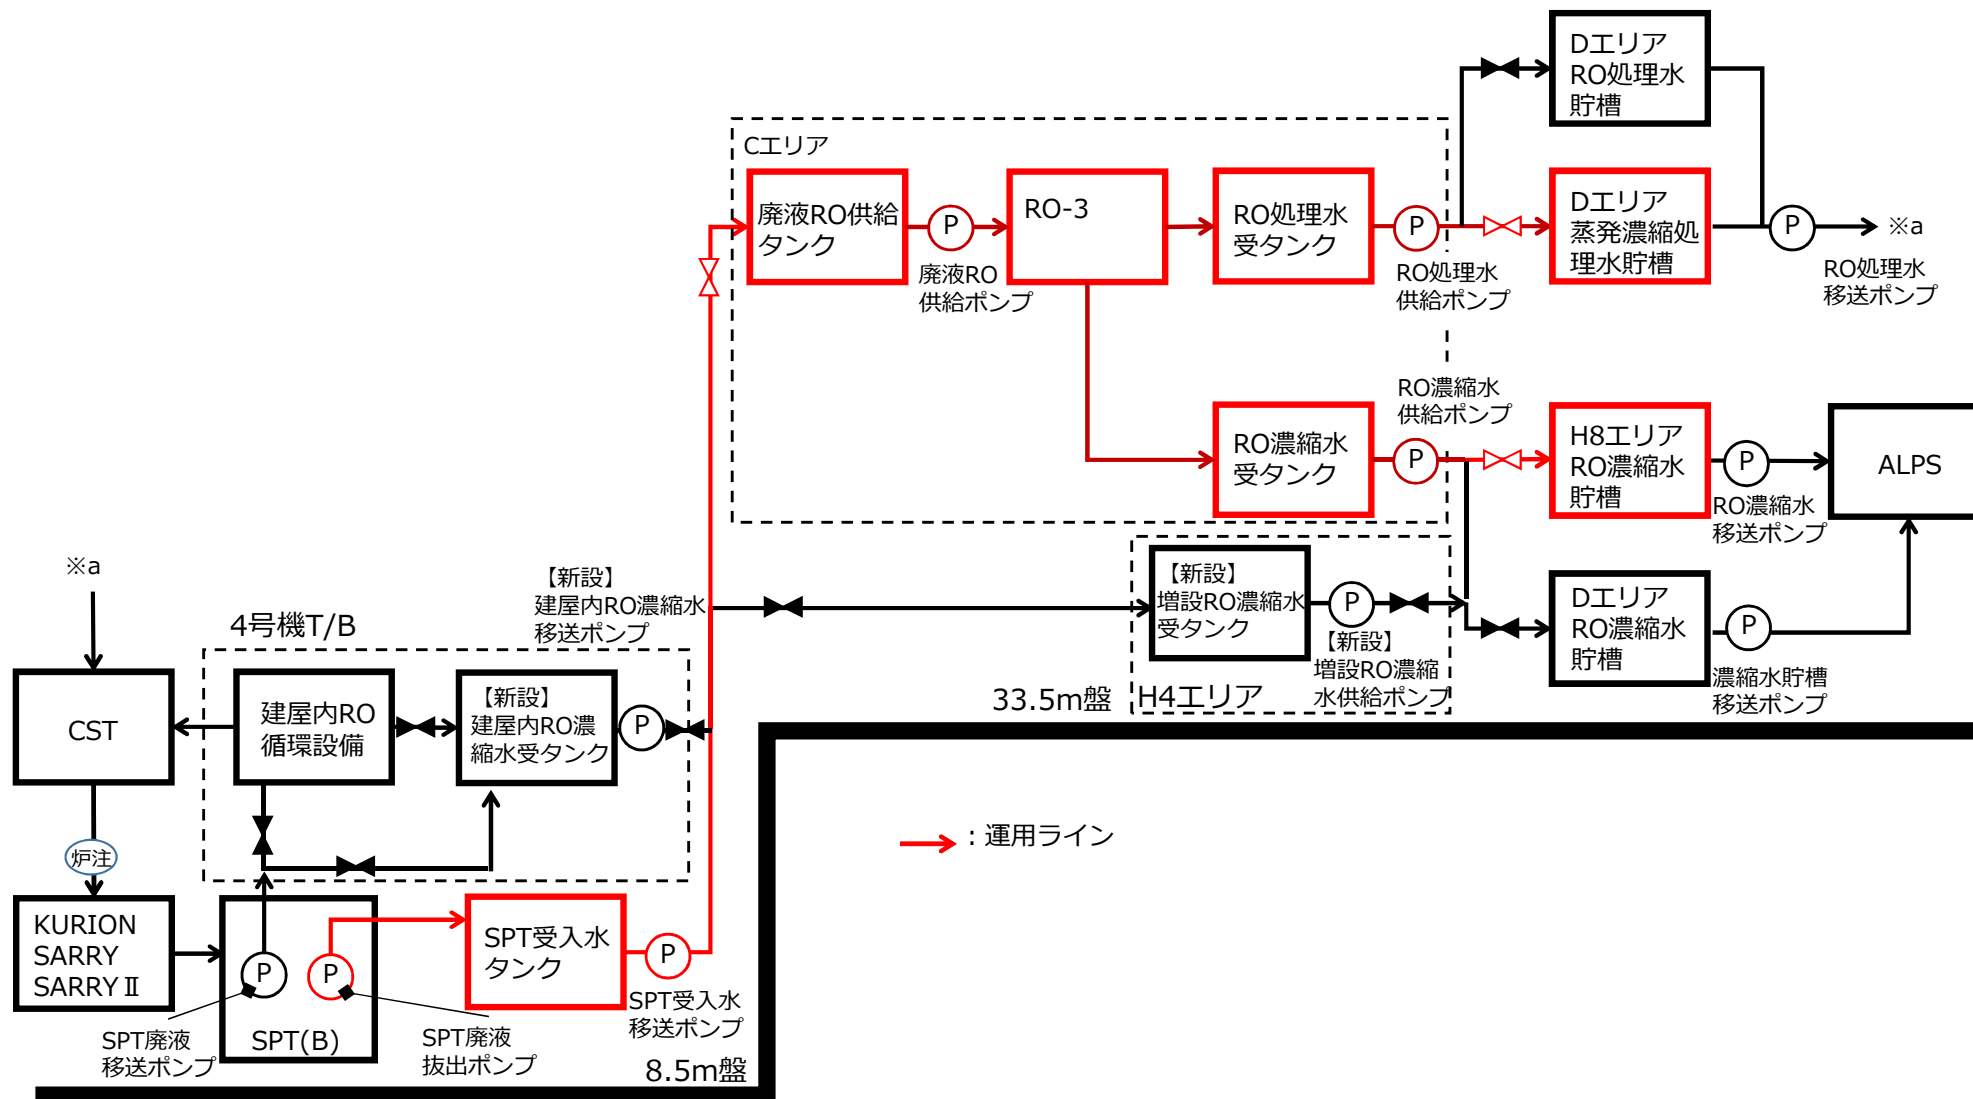 Dエリア
RO処理水
貯槽
Cエリア
廃液RO供給
タンク
P
廃液RO
供給ポンプ
RO-3
RO処理水
受タンク
P
RO処理水
供給ポンプ
Dエリア
蒸発濃縮処
理水貯槽
P
※a
RO処理水
移送ポンプ
RO濃縮水
受タンク
RO濃縮水
供給ポンプ
P
H8エリア
RO濃縮水
貯槽
P
RO濃縮水
移送ポンプ
ALPS
【新設】
増設RO濃縮水
受タンク
P
【新設】
増設RO濃縮
水供給ポンプ
H4エリア
Dエリア
RO濃縮水
貯槽
P
濃縮水貯槽
移送ポンプ
33.5m盤
※a
4号機T/B
【新設】
建屋内RO濃縮水
移送ポンプ
CST
建屋内RO
循環設備
【新設】
建屋内RO濃
縮水受タンク
P
炉注
KURION
SARRY
SARRYⅡ
P
P
SPT(B)
SPT廃液
移送ポンプ
SPT廃液
抜出ポンプ
SPT受入水
タンク
P
SPT受入水
移送ポンプ
8.5m盤
：運用ライン